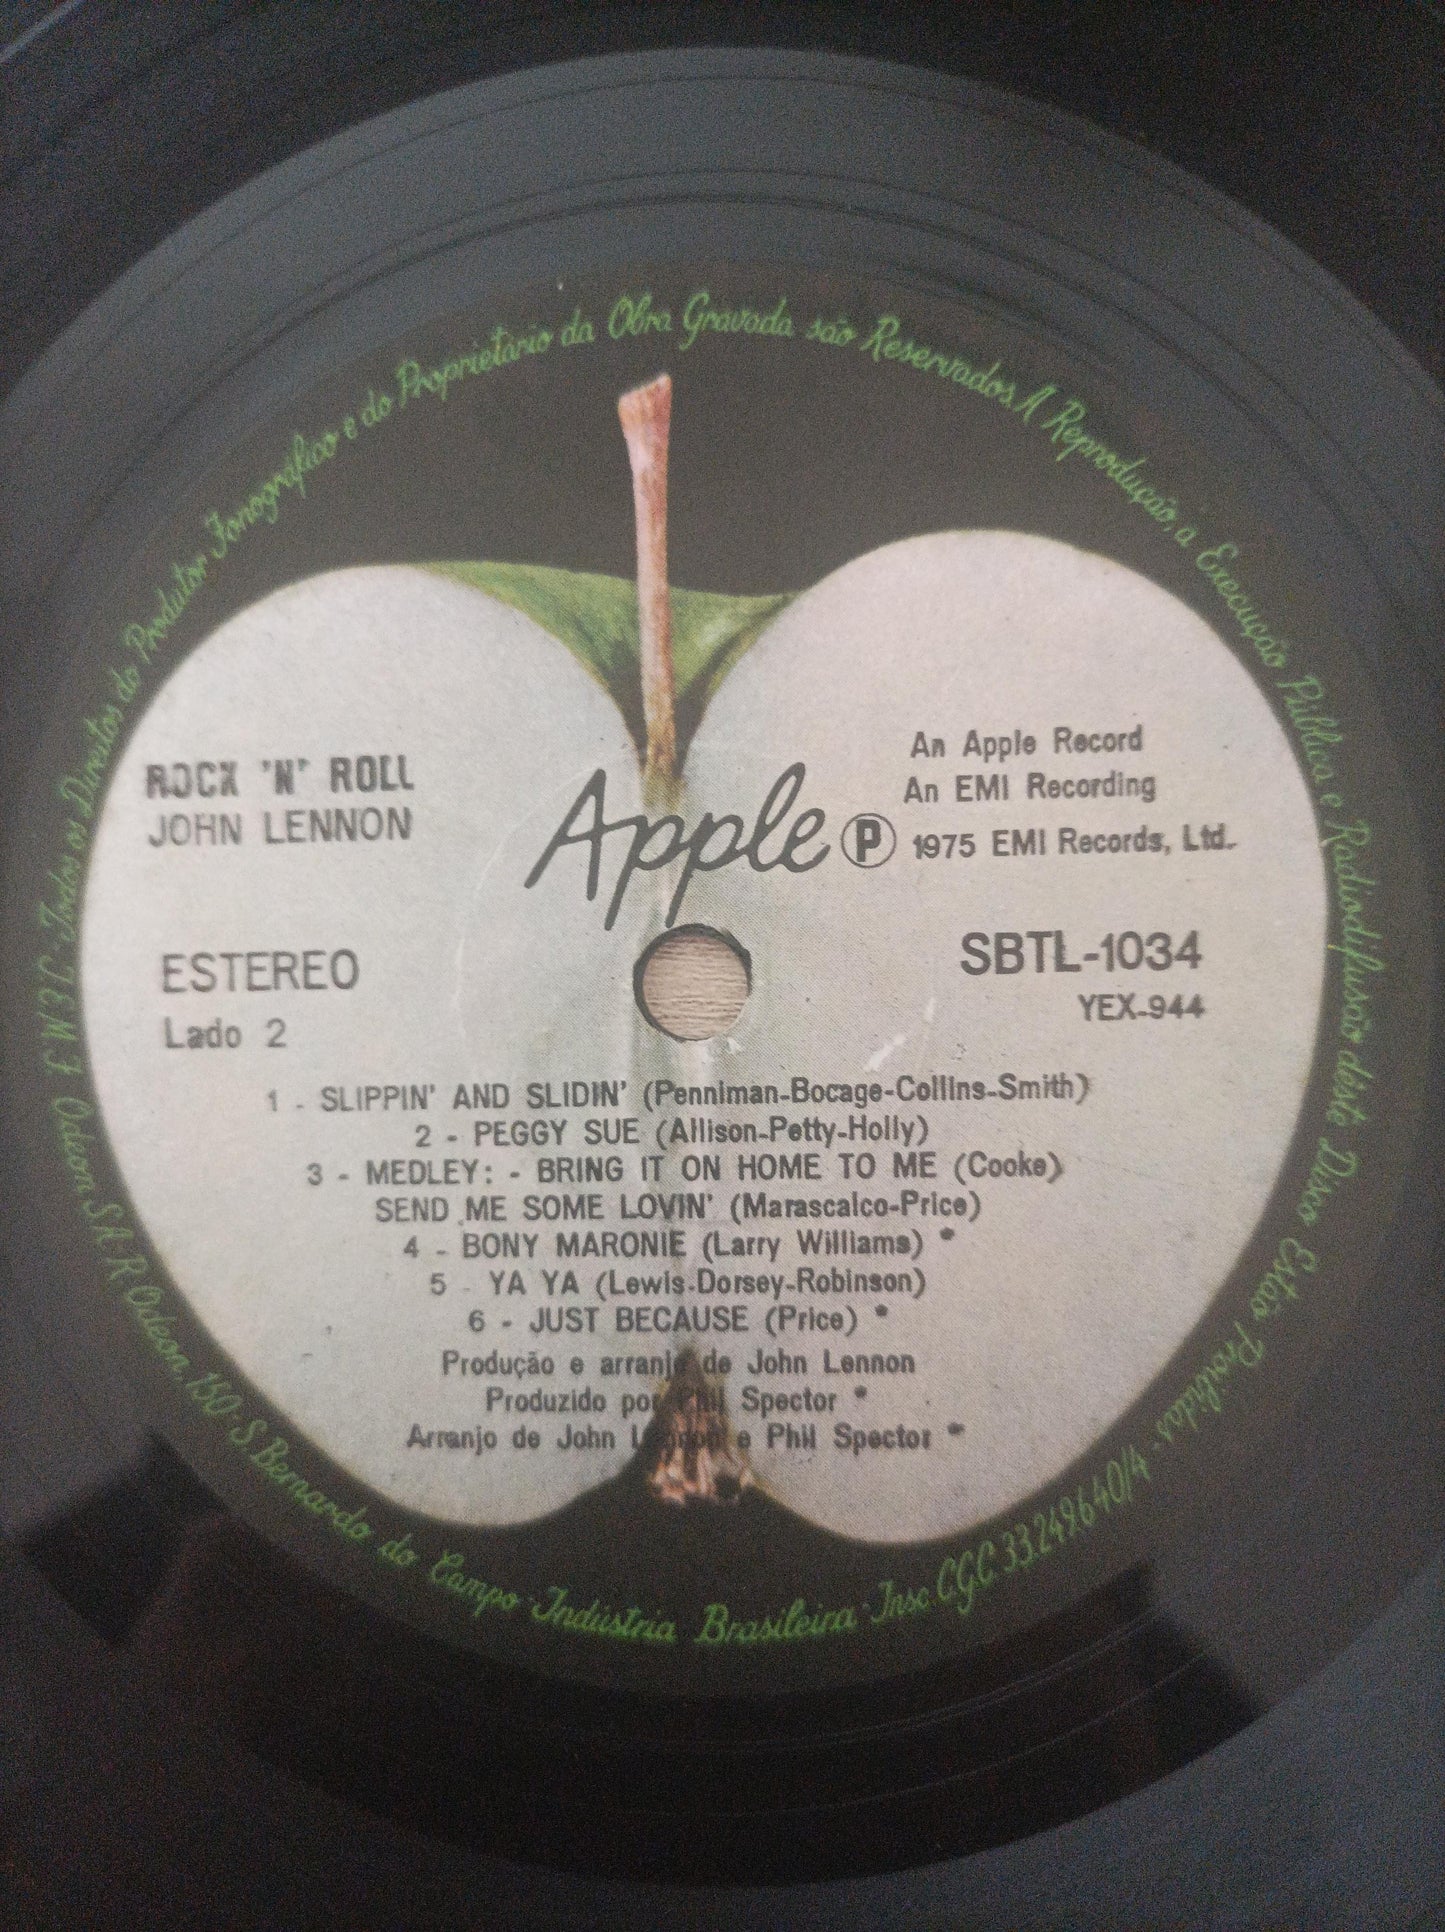 Todos os Direitos do Produtor Fonográfico e do Proprietário da Obra Gravada são Reservados. A Reprodução, a Execução Pública e Radiodifusão deste Disco Estão Proibidas -
ROCK 'N' ROLL
JOHN LENNON
ESTEREO
Lado 2
Apple
An Apple Record
An EMI Recording
Ⓟ 1975 EMI Records, Ltd.
SBTL-1034
YEX-944
1 - SLIPPIN' AND SLIDIN' (Penniman-Bocage-Collins-Smith)
2 - PEGGY SUE (Allison-Petty-Holly)
3 - MEDLEY: - BRING IT ON HOME TO ME (Cooke)
SEND ME SOME LOVIN' (Marascalco-Price)
4 - BONY MARONIE (Larry Williams) *
5 - YA YA (Lewis-Dorsey-Robinson)
6 - JUST BECAUSE (Price) *
Produção e arranjo de John Lennon
Produzido por Phil Spector *
Arranjo de John Lennon e Phil Spector *
Odeon S.A. R. Odeon, 150 - S. Bernardo do Campo - Indústria Brasileira - Insc C.G.C. 33.249.640/4 -